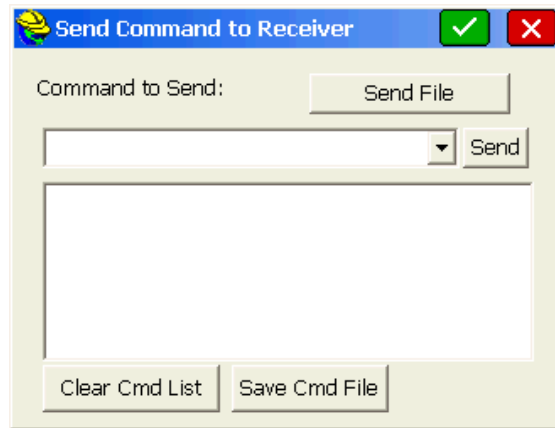 Send Command to Receiver
Command to Send:
Send File
Send
Clear Cmd List
Save Cmd File